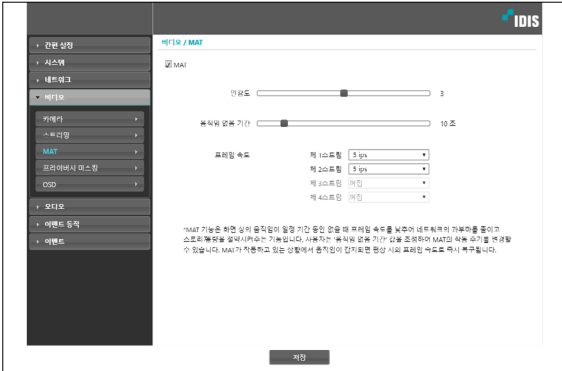 IDIS
간편 설정
시스템
네트워크
비디오
카메라
스트리밍
MAT
프라이버시 마스킹
OSD
오디오
이벤트 동작
이벤트
비디오 / MAT
MAT
민감도 3
움직임 없음 기간 10 초
프레임 속도
제 1스트림 5 ips
제 2스트림 5 ips
제 3스트림 꺼짐
제 4스트림 꺼짐
*MAT 기능은 화면 상의 움직임이 일정 기간 동안 없을 때 프레임 속도를 낮추어 네트워크의 과부하를 줄이고
용량을 절약시켜주는 기능입니다. 사용자는 '움직임 없음 기간' 값을 조정하여 MAT의 작동 주기를 변경할
수 있습니다. MAT가 작동하고 있는 상황에서 움직임이 감지되면 평상 시의 프레임 속도로 즉시 복구됩니다.
저장